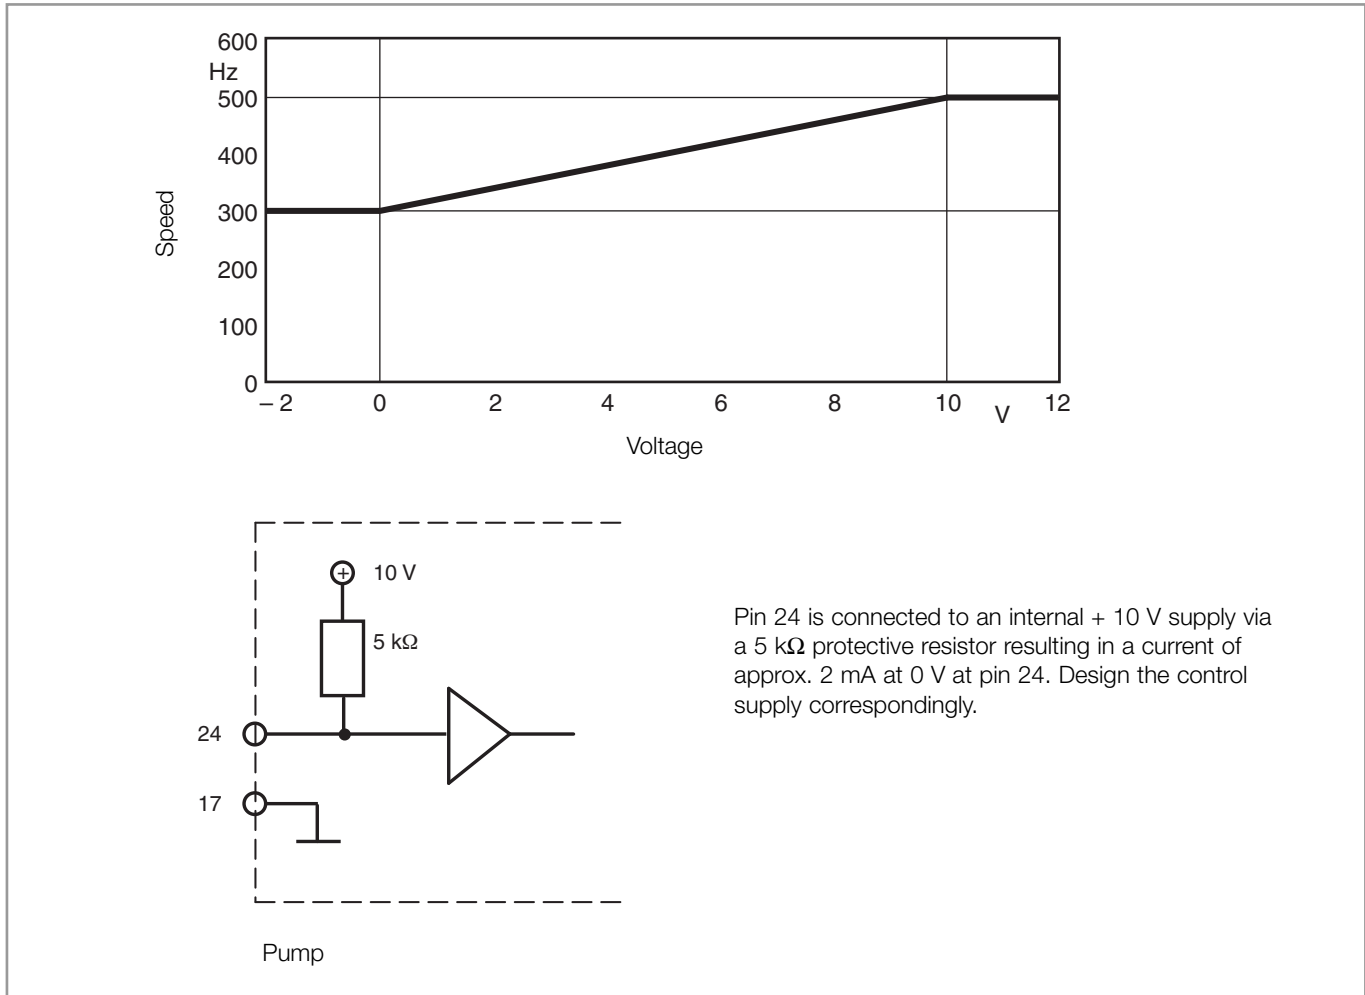 600
Hz
500
400
300
200
100
0
Speed
– 2 0 2 4 6 8 10 V 12
Voltage
10 V
5 kΩ
24
17
Pump
Pin 24 is connected to an internal + 10 V supply via
a 5 kΩ protective resistor resulting in a current of
approx. 2 mA at 0 V at pin 24. Design the control
supply correspondingly.